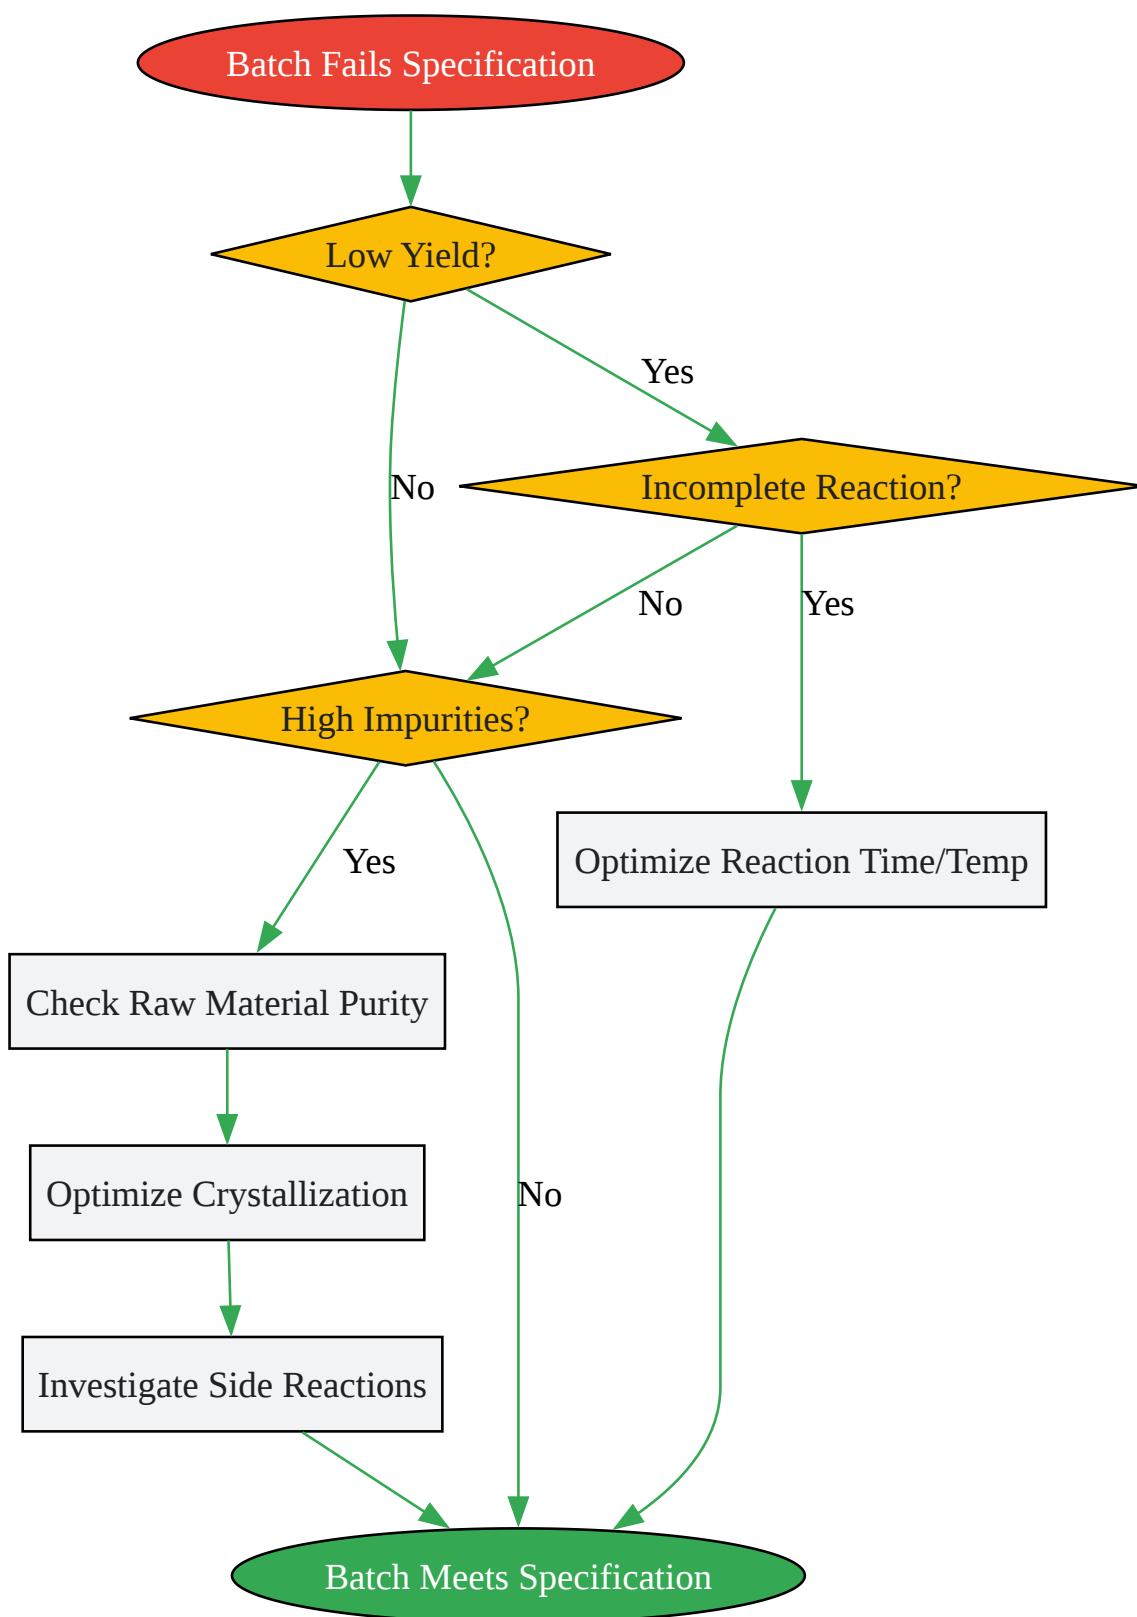 Batch Fails Specification
Low Yield?
Yes
No
Incomplete Reaction?
No
Yes
High Impurities?
Yes
Optimize Reaction Time/Temp
Check Raw Material Purity
Optimize Crystallization
No
Investigate Side Reactions
Batch Meets Specification